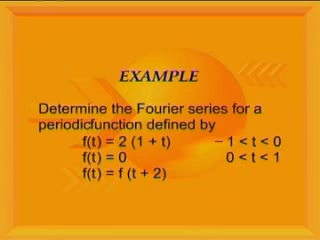 EXAMPLE
Determine the Fourier series for a
periodicfunction defined by
f(t) = 2 (1 + t) − 1 < t < 0
f(t) = 0 0 < t < 1
f(t) = f (t + 2)